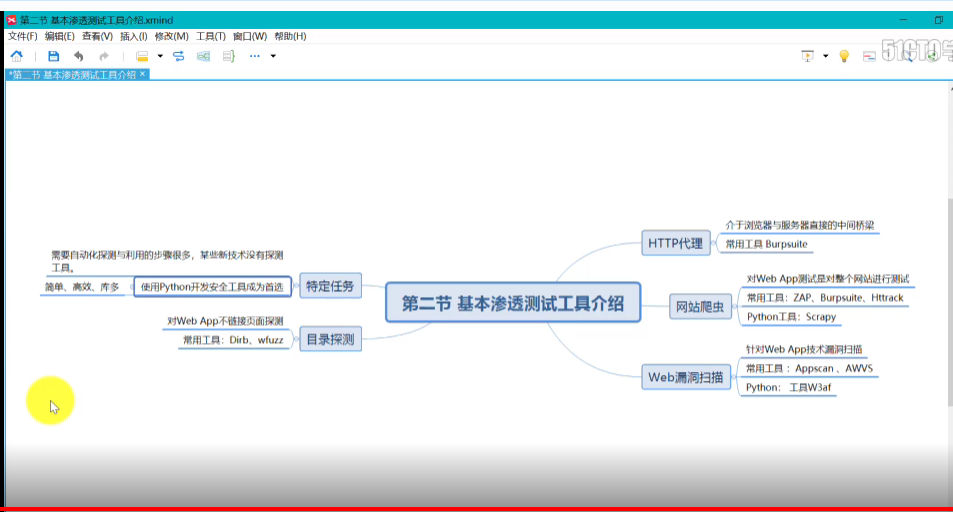 第二节 基本渗透测试工具介绍.xmind
文件(F) 编辑(E) 查看(V) 插入(I) 修改(M) 工具(T) 窗口(W) 帮助(H)
51CTO
*第二节 基本渗透测试工具介绍
第二节 基本渗透测试工具介绍
HTTP代理
介于浏览器与服务器直接的中间桥梁
常用工具 Burpsuite
网站爬虫
对Web App测试是对整个网站进行测试
常用工具：ZAP、Burpsuite、Httrack
Python工具：Scrapy
Web漏洞扫描
针对Web App技术漏洞扫描
常用工具 ：Appscan 、AWVS
Python： 工具W3af
特定任务
需要自动化探测与利用的步骤很多，某些新技术没有探测
工具。
使用Python开发安全工具成为首选
简单、高效、库多
目录探测
对Web App不链接页面探测
常用工具：Dirb、wfuzz